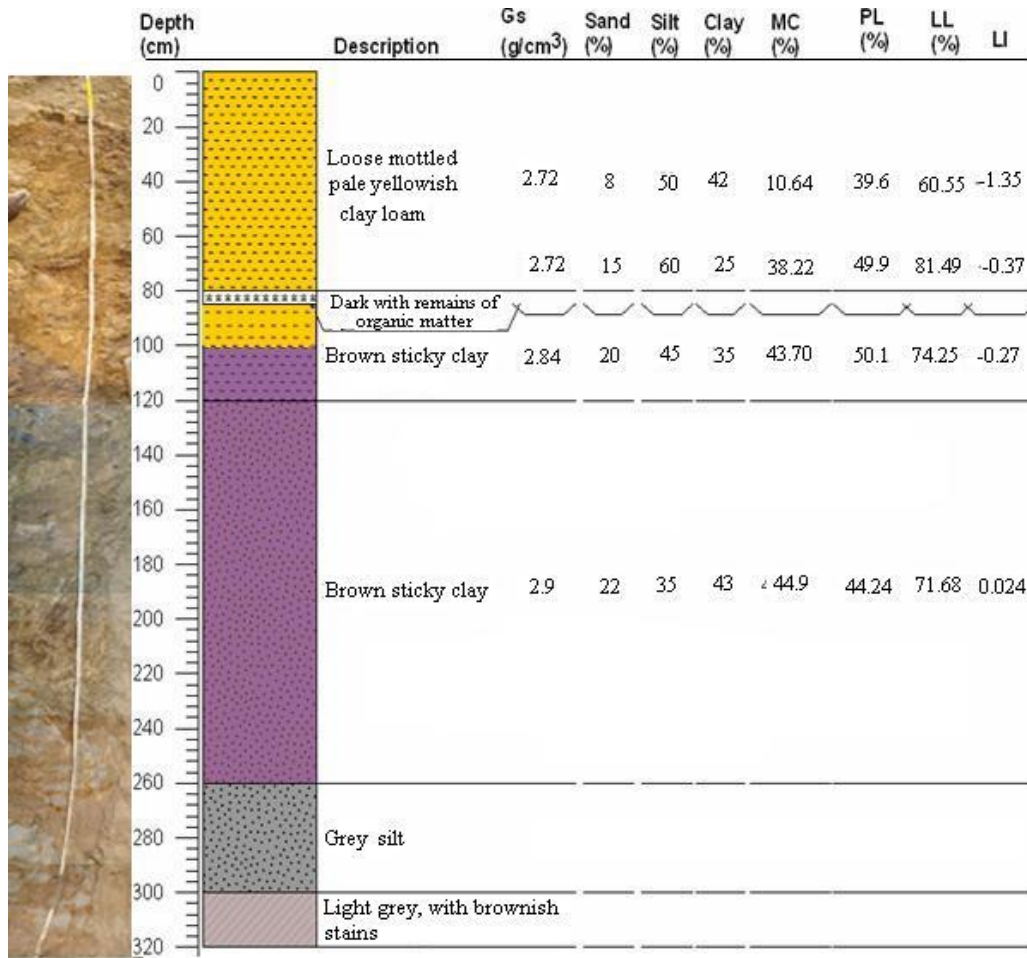 Depth (cm) Description Gs (g/cm³) Sand (%) Silt (%) Clay (%) MC (%) PL (%) LL (%) LI
0
20
Loose mottled
40 pale yellowish 2.72 8 50 42 10.64 39.6 60.55 -1.35
clay loam
60
2.72 15 60 25 38.22 49.9 81.49 -0.37
80
Dark with remains of
organic matter
100 Brown sticky clay 2.84 20 45 35 43.70 50.1 74.25 -0.27
120
140
160
180
Brown sticky clay 2.9 22 35 43 44.9 44.24 71.68 0.024
200
220
240
260
280 Grey silt
300
Light grey, with brownish
stains
320